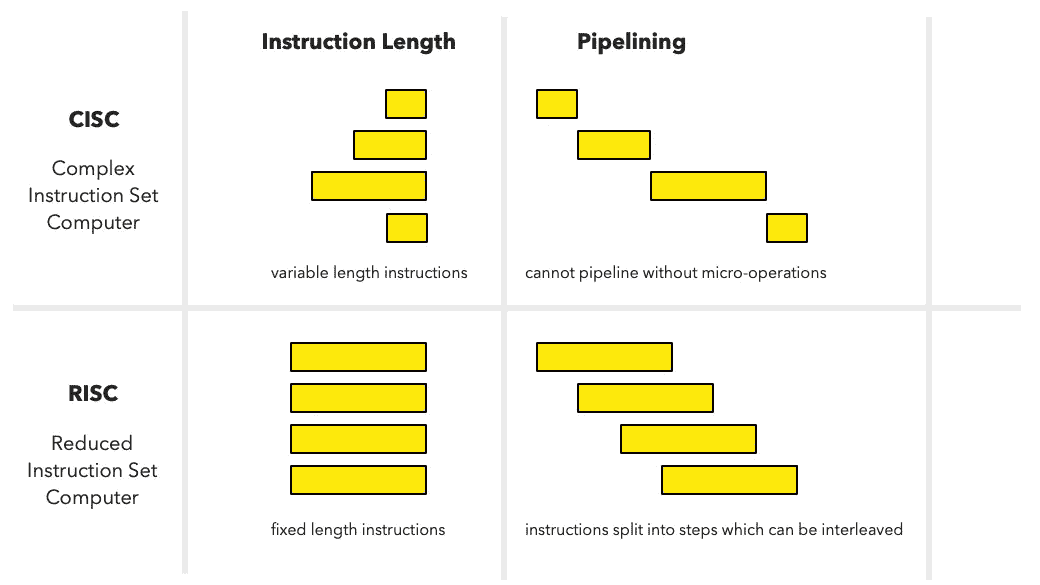 Instruction Length
Pipelining
CISC
Complex
Instruction Set
Computer
variable length instructions
cannot pipeline without micro-operations
RISC
Reduced
Instruction Set
Computer
fixed length instructions
instructions split into steps which can be interleaved